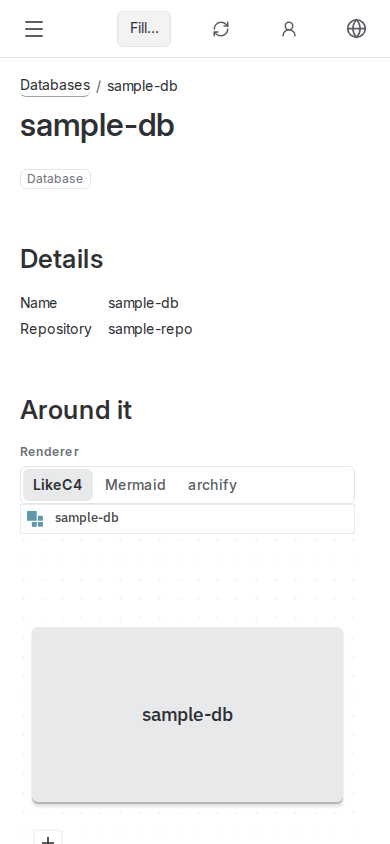 Fill...
Databases / sample-db
sample-db
Database
Details
Name sample-db
Repository sample-repo
Around it
Renderer
LikeC4 Mermaid archify
sample-db
sample-db
+